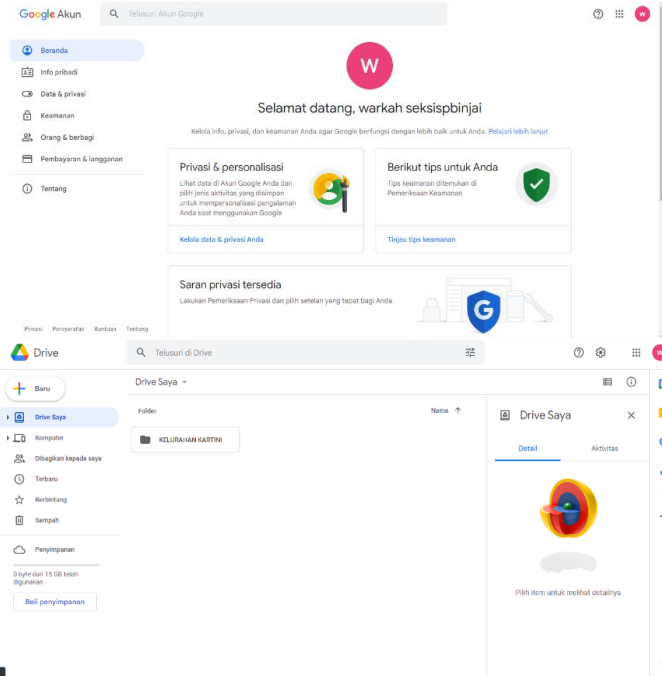 Google Akun
Telusuri Akun Google
W
Beranda
Info pribadi
Data & privasi
Keamanan
Orang & berbagi
Pembayaran & langganan
Tentang
W
Selamat datang, warkah seksispbinjai
Kelola info, privasi, dan keamanan Anda agar Google berfungsi dengan lebih baik untuk Anda. Pelajari lebih lanjut
Privasi & personalisasi
Lihat data di Akun Google Anda dan
pilih jenis aktivitas yang disimpan
untuk mempersonalisasi pengalaman
Anda saat menggunakan Google
Kelola data & privasi Anda
Berikut tips untuk Anda
Tips keamanan ditemukan di
Pemeriksaan Keamanan
Tinjau tips keamanan
Saran privasi tersedia
Lakukan Pemeriksaan Privasi dan pilih setelan yang tepat bagi Anda
G
Privasi Persyaratan Bantuan Tentang
Drive
Telusuri di Drive
W
Baru
Drive Saya
Komputer
Dibagikan kepada saya
Terbaru
Berbintang
Sampah
Penyimpanan
0 byte dari 15 GB telah
digunakan
Beli penyimpanan
Drive Saya
Folder
Nama
KELURAHAN KARTINI
Drive Saya
Detail
Aktivitas
Pilih item untuk melihat detailnya